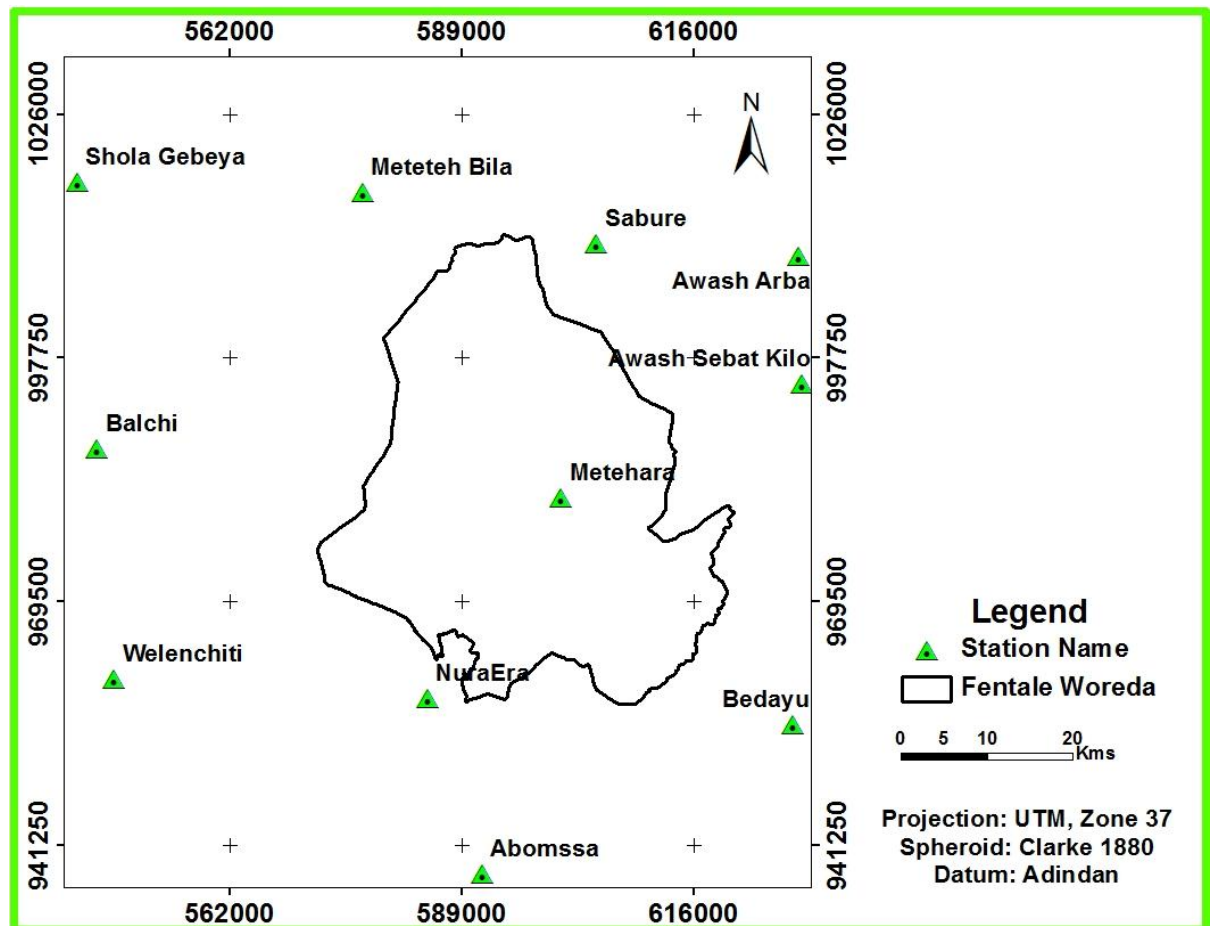 562000 589000 616000
1026000
1026000
N
Shola Gebeya
Meteteh Bila
Sabure
Awash Arba
997750
997750
Awash Sebat Kilo
Balchi
Metehara
969500
969500
Legend
Station Name
Fentale Woreda
0 5 10 20
Kms
Welenchiti
NuraEra
Bedayu
Projection: UTM, Zone 37
Spheroid: Clarke 1880
Datum: Adindan
941250
941250
Abomssa
562000 589000 616000